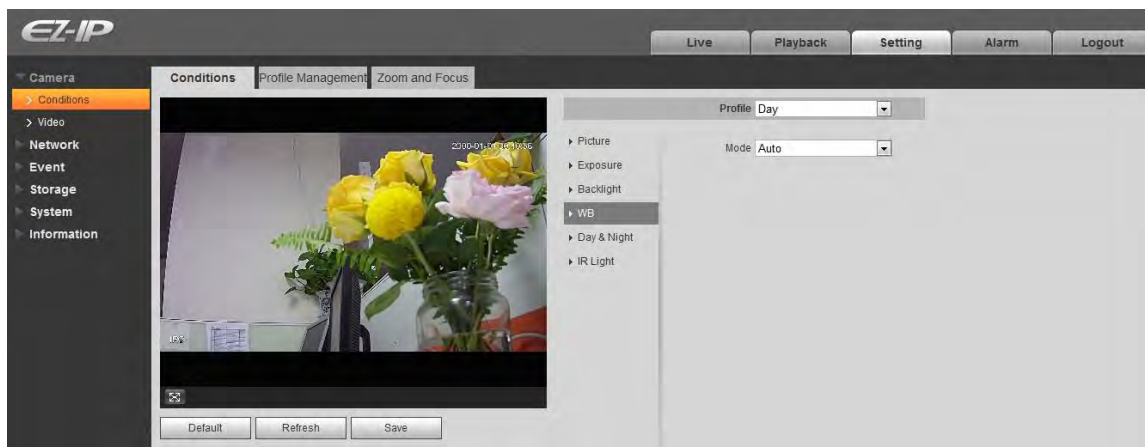 EZ-IP
Live Playback Setting Alarm Logout
Camera
Conditions
Video
Network
Event
Storage
System
Information
Conditions Profile Management Zoom and Focus
IPC
Default Refresh Save
Profile Day
Picture
Exposure
Backlight
WB
Day & Night
IR Light
Mode Auto